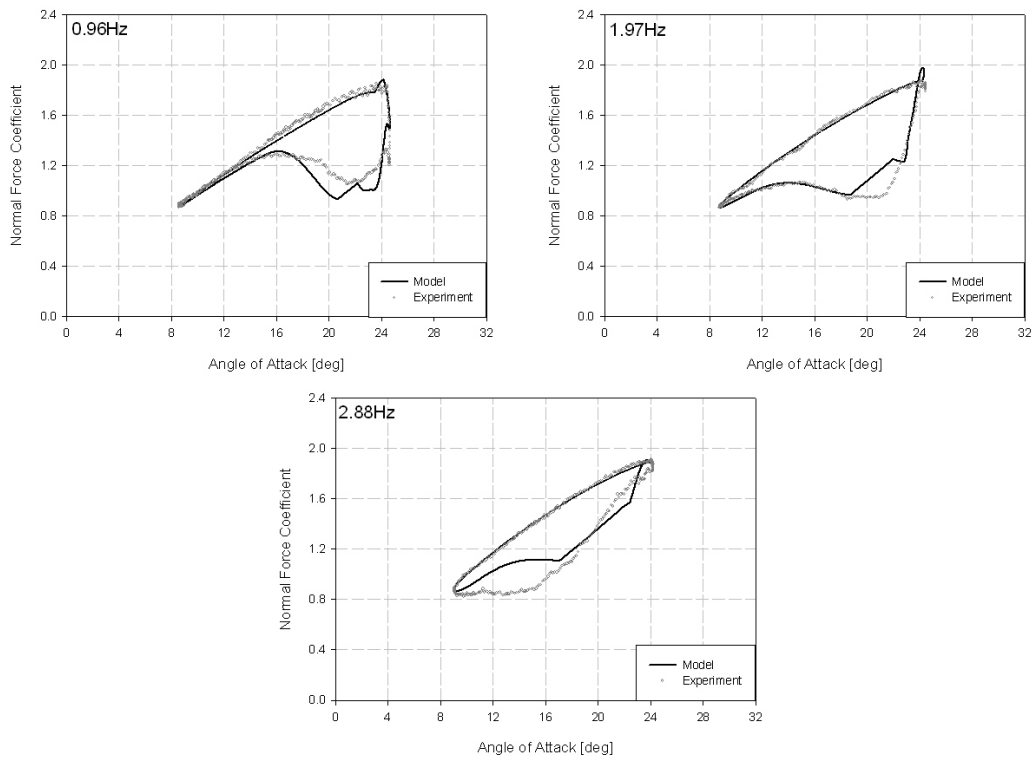 0.96Hz
Normal Force Coefficient
2.4
2.0
1.6
1.2
0.8
0.4
0.0
0 4 8 12 16 20 24 28 32
Angle of Attack [deg]
Model
Experiment
1.97Hz
Normal Force Coefficient
2.4
2.0
1.6
1.2
0.8
0.4
0.0
0 4 8 12 16 20 24 28 32
Angle of Attack [deg]
Model
Experiment
2.88Hz
Normal Force Coefficient
2.4
2.0
1.6
1.2
0.8
0.4
0.0
0 4 8 12 16 20 24 28 32
Angle of Attack [deg]
Model
Experiment